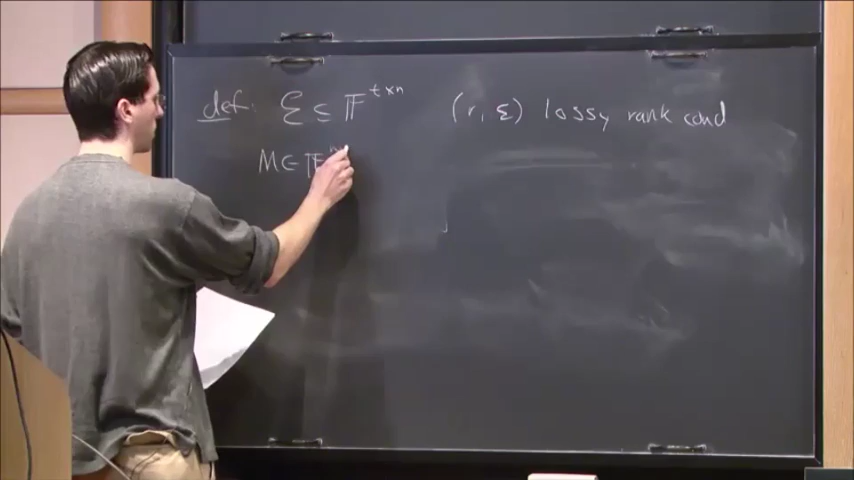 def: Ɛ ⊆ 𝔽^{t×n} (r, ε) lossy rank cond
M ∈ 𝔽